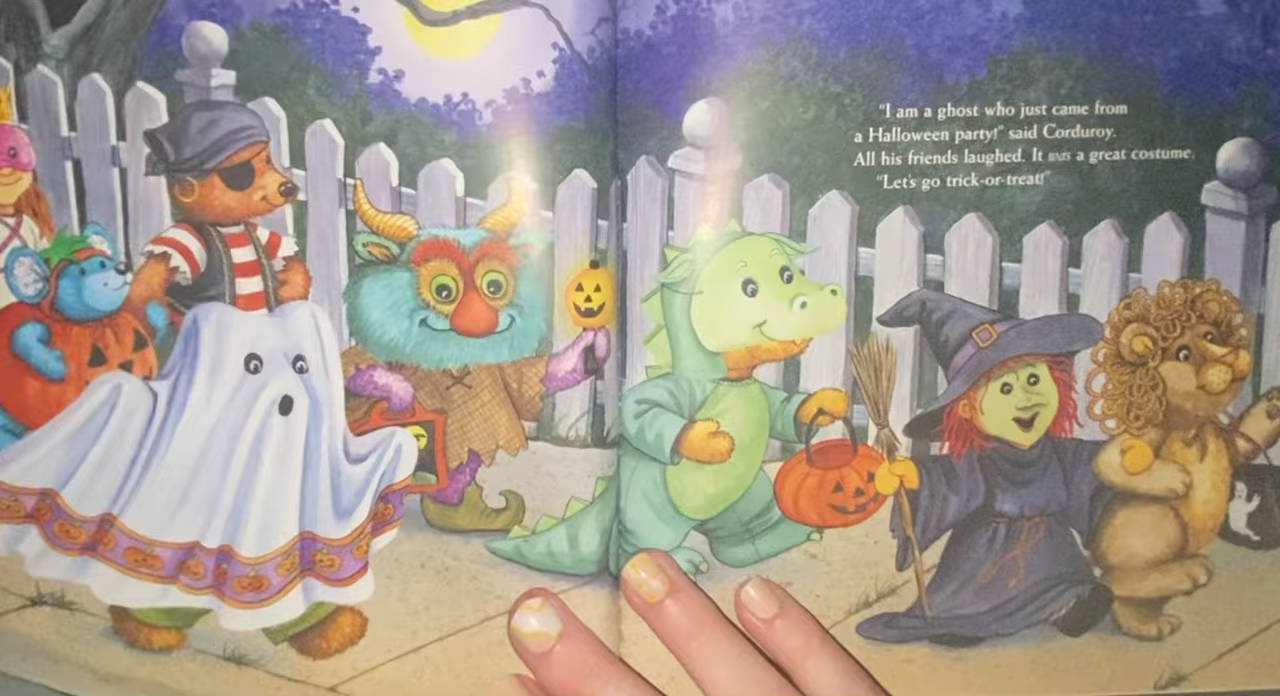 "I am a ghost who just came from
a Halloween party!" said Corduroy.
All his friends laughed. It was a great costume.
"Let's go trick-or-treat!"